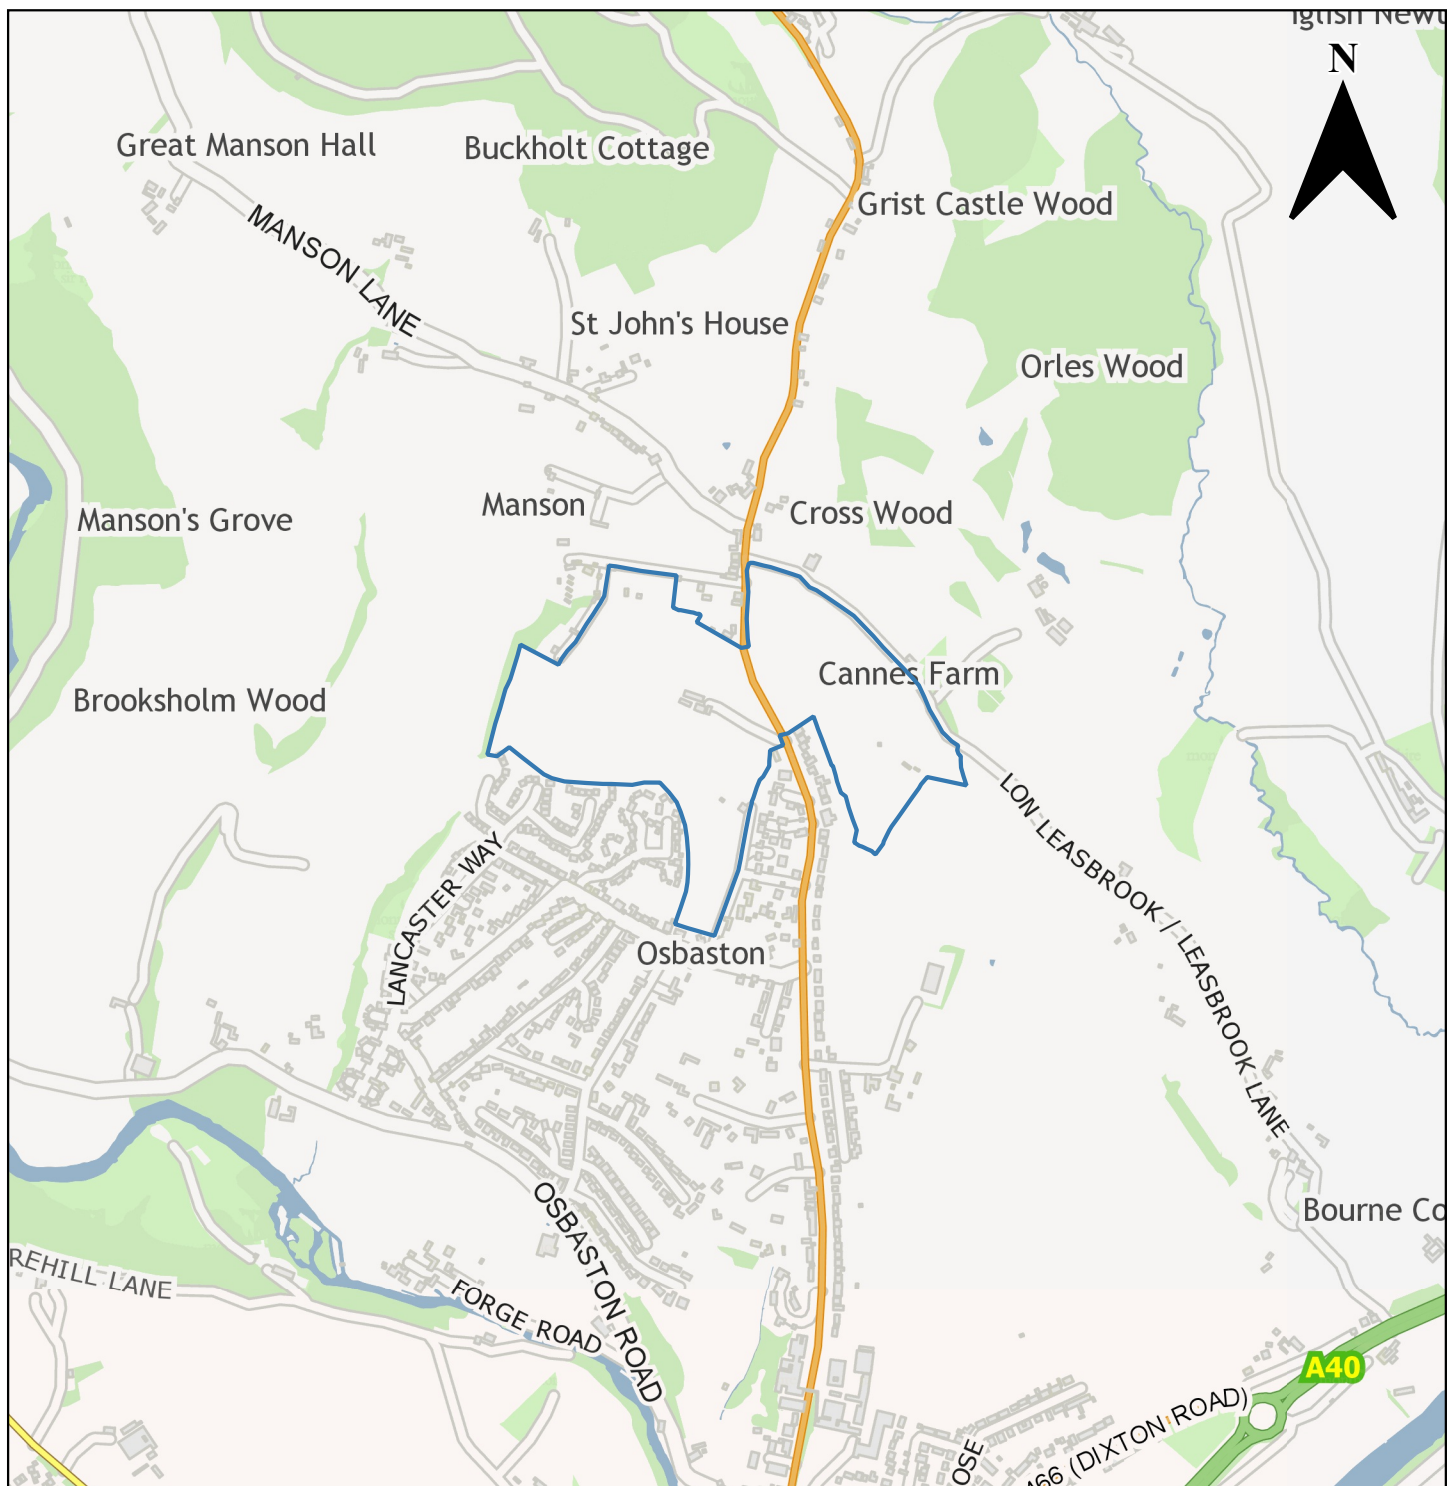 N
Great Manson Hall
Buckholt Cottage
Grist Castle Wood
MANSON LANE
St John's House
Orles Wood
Manson
Cross Wood
Manson's Grove
Cannes Farm
Brooksholm Wood
LON LEASBROOK / LEASBROOK LANE
LANCASTER WAY
Osbaston
Bourne Co
OSBASTON ROAD
REHILL LANE
FORGE ROAD
A40
466 (DIXTON ROAD)
OSE